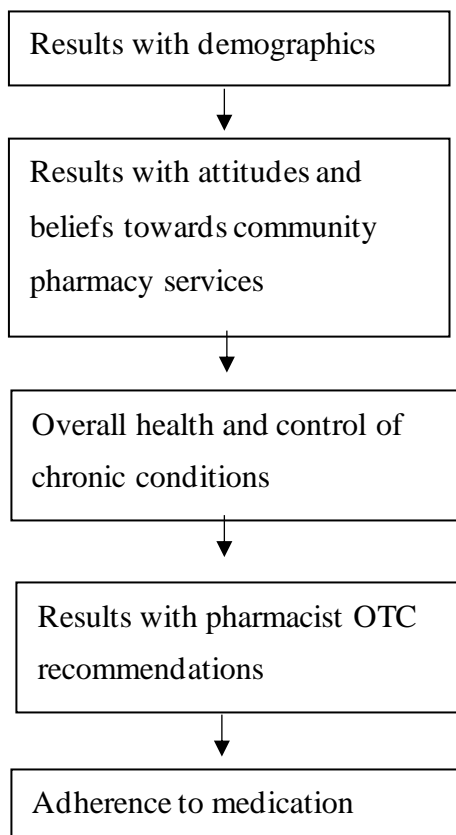 Results with demographics
Results with attitudes and
beliefs towards community
pharmacy services
Overall health and control of
chronic conditions
Results with pharmacist OTC
recommendations
Adherence to medication